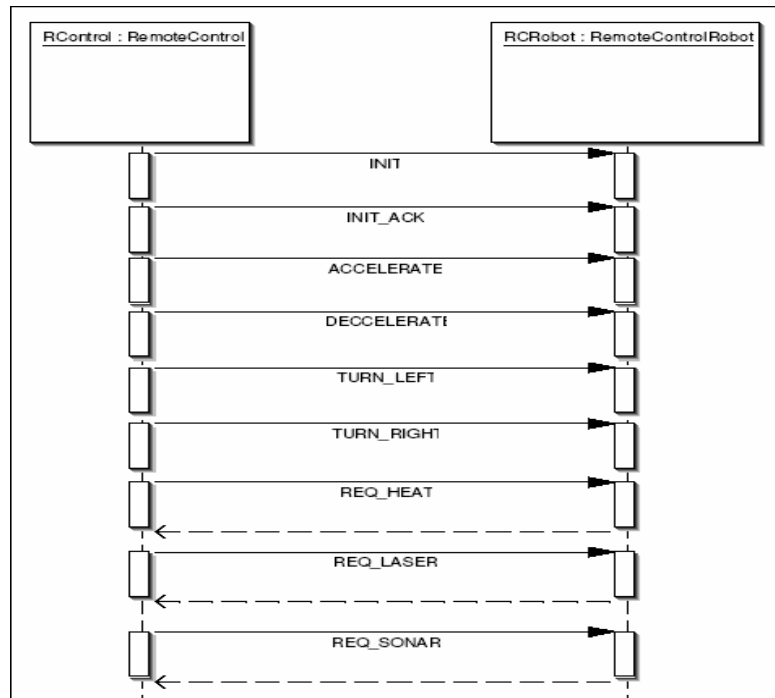 RControl : RemoteControl
RCRobot : RemoteControlRobot
INIT
INIT_ACK
ACCELERATE
DECCELERATE
TURN_LEFT
TURN_RIGHT
REQ_HEAT
REQ_LASER
REQ_SONAR